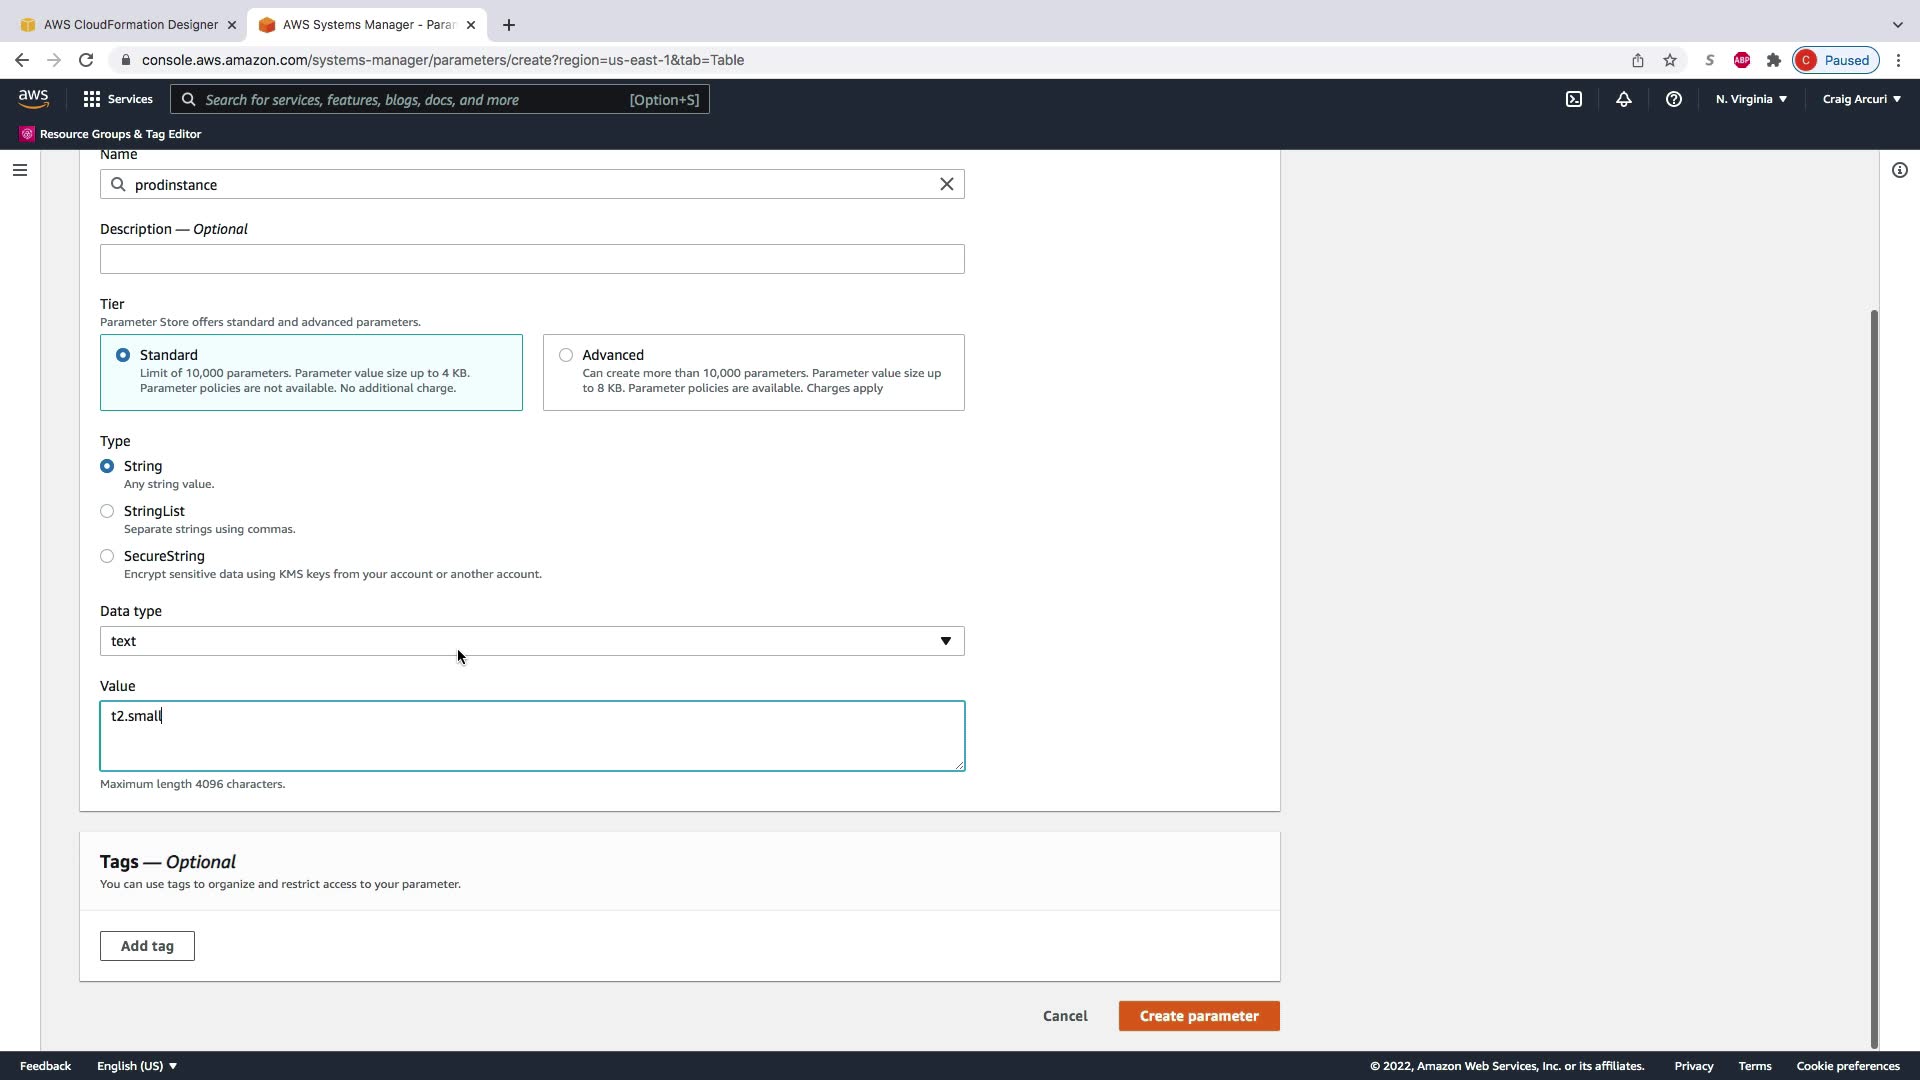 AWS CloudFormation Designer
AWS Systems Manager - Para
console.aws.amazon.com/systems-manager/parameters/create?region=us-east-1&tab=Table
S
ABP
C
Paused
aws
Services
Search for services, features, blogs, docs, and more
[Option+S]
N. Virginia
Craig Arcuri
Resource Groups & Tag Editor
Name
prodinstance
Description — Optional
Tier
Parameter Store offers standard and advanced parameters.
Standard
Limit of 10,000 parameters. Parameter value size up to 4 KB.
Parameter policies are not available. No additional charge.
Advanced
Can create more than 10,000 parameters. Parameter value size up
to 8 KB. Parameter policies are available. Charges apply
Type
String
Any string value.
StringList
Separate strings using commas.
SecureString
Encrypt sensitive data using KMS keys from your account or another account.
Data type
text
Value
t2.small
Maximum length 4096 characters.
Tags — Optional
You can use tags to organize and restrict access to your parameter.
Add tag
Cancel
Create parameter
Feedback
English (US)
© 2022, Amazon Web Services, Inc. or its affiliates.
Privacy
Terms
Cookie preferences